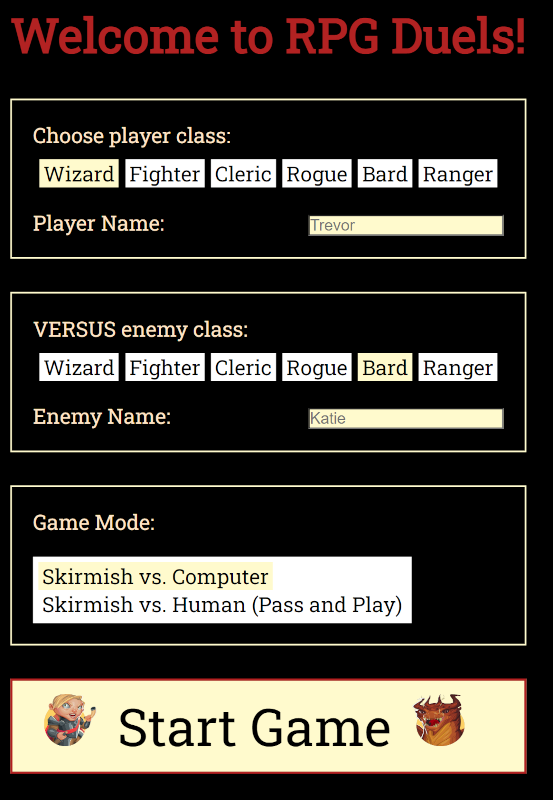 Welcome to RPG Duels!
Choose player class:
Wizard Fighter Cleric Rogue Bard Ranger
Player Name: Trevor
VERSUS enemy class:
Wizard Fighter Cleric Rogue Bard Ranger
Enemy Name: Katie
Game Mode:
Skirmish vs. Computer
Skirmish vs. Human (Pass and Play)
Start Game